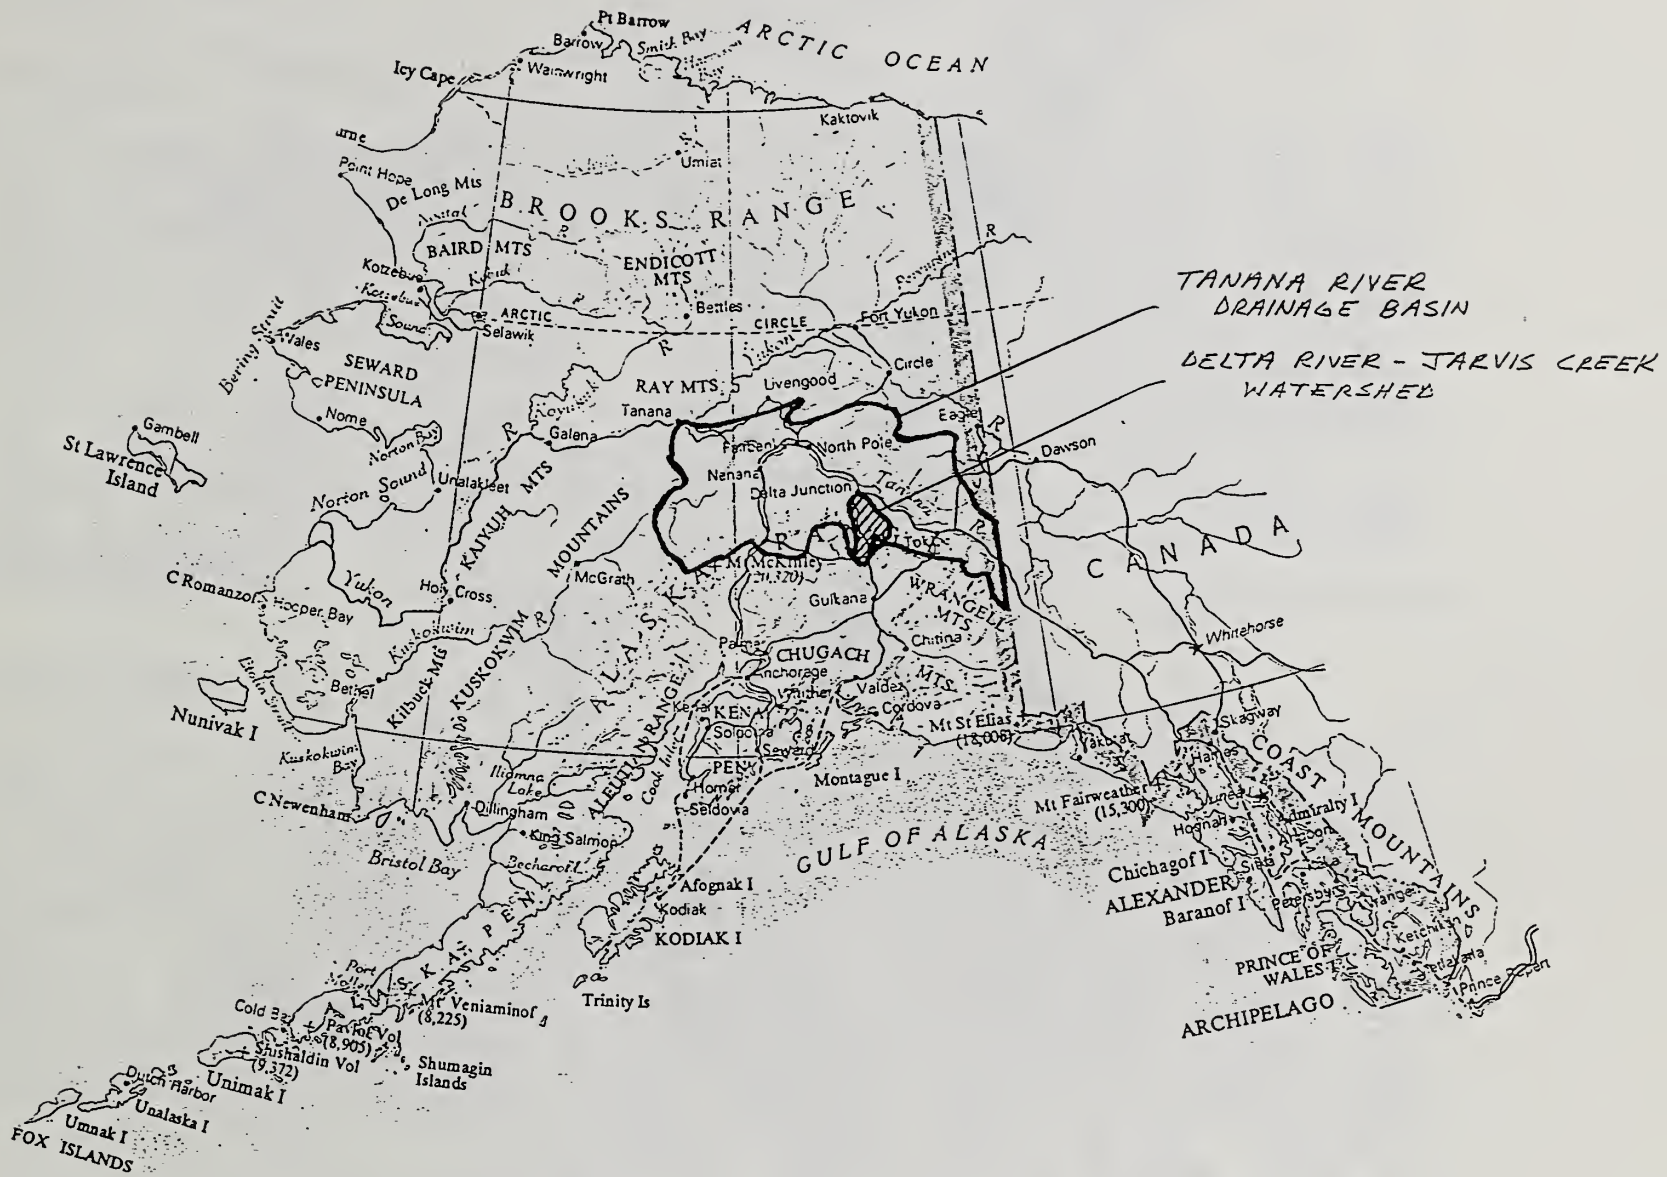 Pt Barrow
Barrow
Smith Bay
ARCTIC OCEAN
Icy Cape
Wainwright
Kaktovik
Umiat
Point Hope
De Long Mts
BROOKS RANGE
BAIRD MTS
ENDICOTT
MTS
R
R
TANANA RIVER
DRAINAGE BASIN
Kotzebue
Kotzebue
Sound
Selawik
ARCTIC
CIRCLE
Bettles
Fort Yukon
Yukon
R
Bering Strait
Wales
SEWARD
PENINSULA
Nome
RAY MTS
Livengood
Circle
DELTA RIVER - JARVIS CREEK
WATERSHED
Koyukuk
R
Tanana
Eagle
R
Dawson
Gambell
St Lawrence
Island
Norton Bay
Norton Sound
Galena
Unalakleet
North Pole
Nenana
Delta Junction
Tanana
R
KAIYUH MTS
CANADA
C Romanzof
Hooper Bay
Yukon
Holy Cross
McGrath
Mt McKinley
(20,320)
Gulkana
WRANGELL
MTS
Kuskokwim
R
KUSKOKWIM MOUNTAINS
Chitina
Whitehorse
Bethel
Kilbuck Mts
ALASKA RANGE
CHUGACH
MTS
Anchorage
Whittier
Valdez
Cordova
Etolin Strait
Nunivak I
Kenai
KENAI
Soldotna
Seward
PEN
Mt St Elias
(18,008)
Yakutat
Skagway
Haines
COAST MOUNTAINS
Kuskokwim
Bay
Iliamna
Lake
ALEUTIAN RANGE
Cook Inlet
Homer
Seldovia
Montague I
C Newenham
Dillingham
King Salmon
Mt Fairweather
(15,300)
Juneau
Hoonah
Admiralty I
Bristol Bay
GULF OF ALASKA
Chichagof I
Sitka
ALEXANDER
Baranof I
Afognak I
Kodiak
KODIAK I
Ketchikan
PRINCE OF
WALES I
Prince Rupert
ALASKA PEN
Trinity Is
ARCHIPELAGO
Mt Veniaminof
(8,225)
Cold Bay
Pavlof Vol
(8,905)
Shishaldin Vol
(9,372)
Shumagin
Islands
Unimak I
Dutch Harbor
Unalaska I
Umnak I
FOX ISLANDS